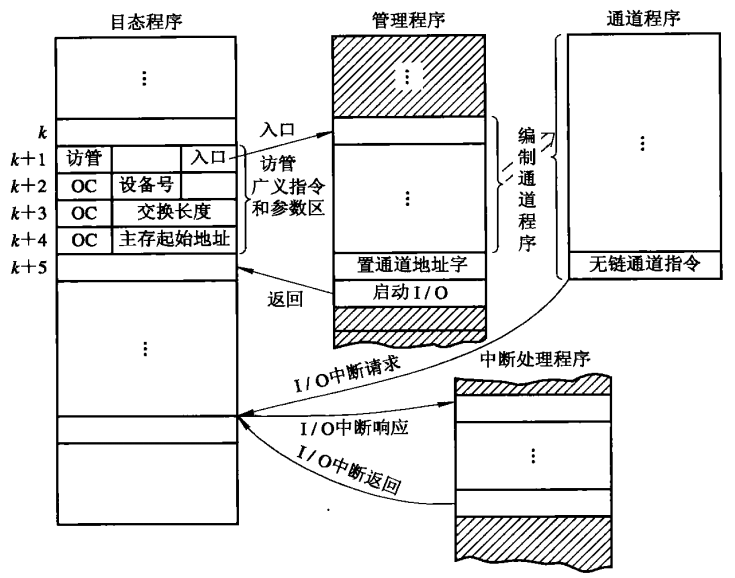 目态程序
管理程序
通道程序
⋮
⋮
⋮
k
入口
k+1 访管 入口
访管
k+2 OC 设备号
广义指令
k+3 OC 交换长度
和参数区
k+4 OC 主存起始地址
k+5
编制通道程序
⋮
置通道地址字
无链通道指令
返回
启动I/O
⋮
I/O中断请求
中断处理程序
I/O中断响应
⋮
I/O中断返回